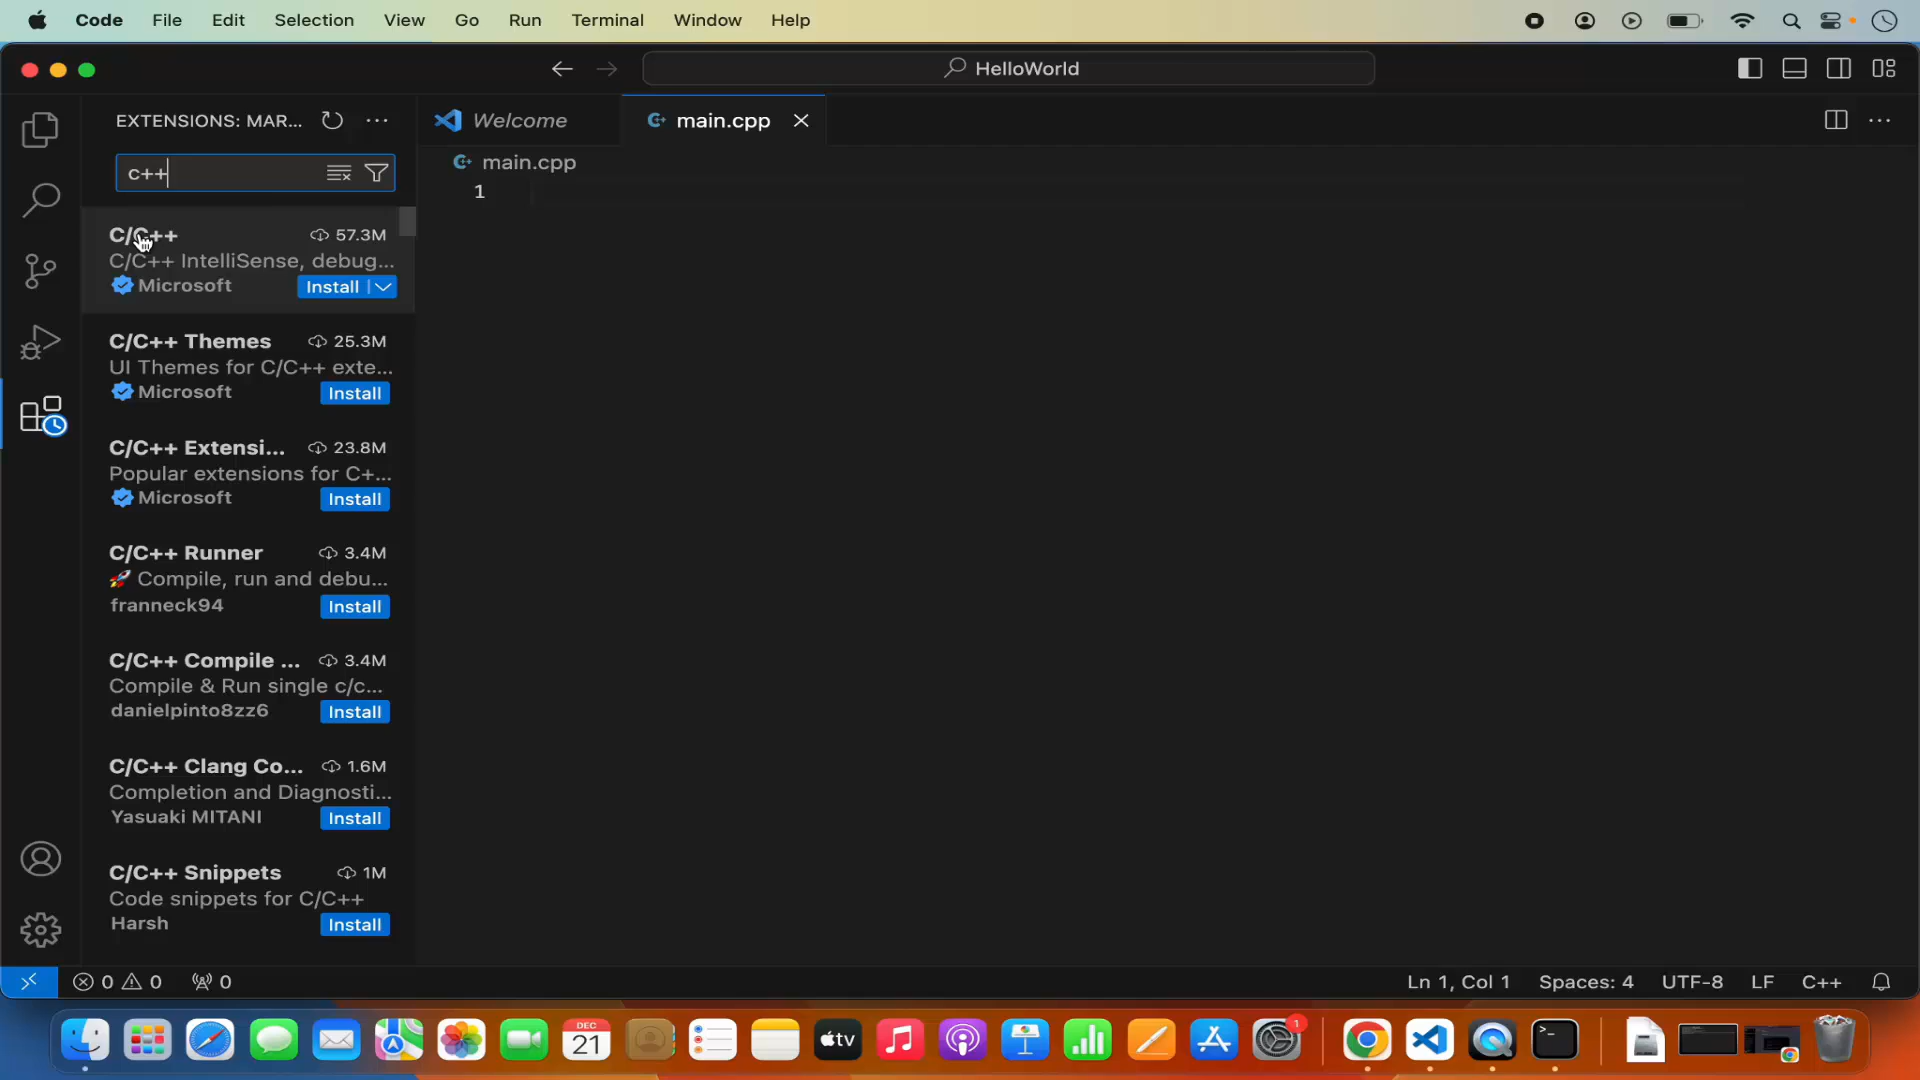 Code File Edit Selection View Go Run Terminal Window Help
HelloWorld
EXTENSIONS: MAR...
Welcome
main.cpp
c++
main.cpp
1
C/C++ 57.3M
C/C++ IntelliSense, debug...
Microsoft Install
C/C++ Themes 25.3M
UI Themes for C/C++ exte...
Microsoft Install
C/C++ Extensi... 23.8M
Popular extensions for C+...
Microsoft Install
C/C++ Runner 3.4M
🚀 Compile, run and debu...
franneck94 Install
C/C++ Compile ... 3.4M
Compile & Run single c/c...
danielpinto8zz6 Install
C/C++ Clang Co... 1.6M
Completion and Diagnosti...
Yasuaki MITANI Install
C/C++ Snippets 1M
Code snippets for C/C++
Harsh Install
0 0 0
Ln 1, Col 1 Spaces: 4 UTF-8 LF C++
DEC
21
tv
1